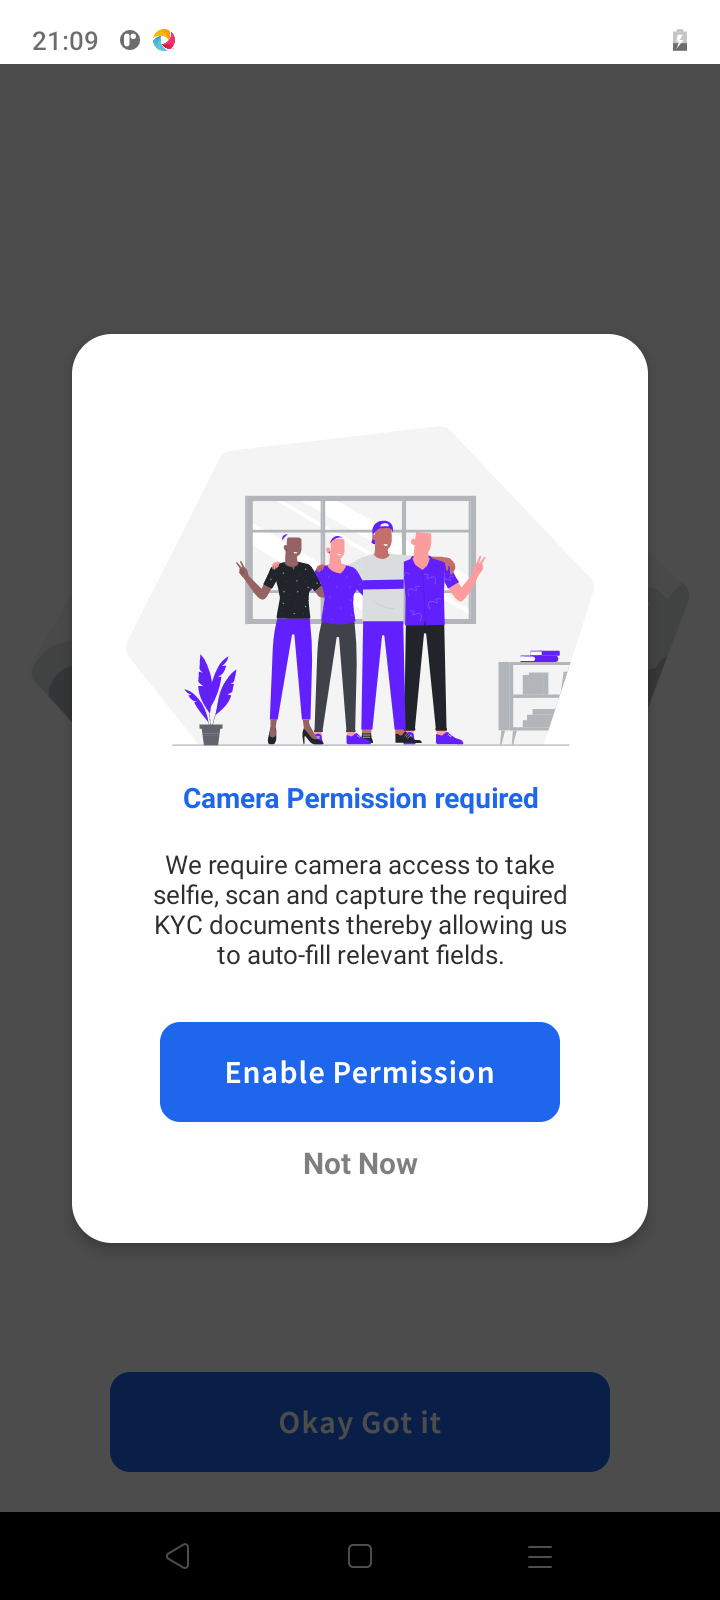 21:09
Camera Permission required
We require camera access to take
selfie, scan and capture the required
KYC documents thereby allowing us
to auto-fill relevant fields.
Enable Permission
Not Now
Okay Got it